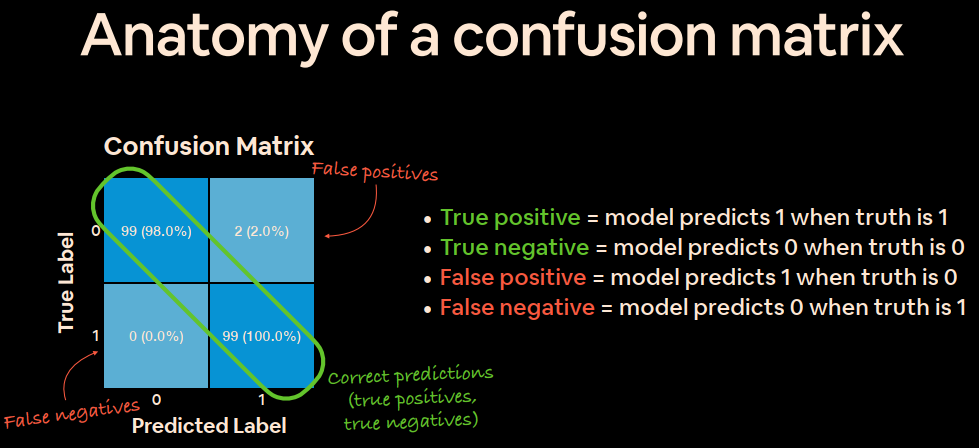 Anatomy of a confusion matrix
Confusion Matrix
False positives
True Label
0
99 (98.0%)
2 (2.0%)
1
0 (0.0%)
99 (100.0%)
0
1
Predicted Label
False negatives
Correct predictions
(true positives,
true negatives)
• True positive = model predicts 1 when truth is 1
• True negative = model predicts 0 when truth is 0
• False positive = model predicts 1 when truth is 0
• False negative = model predicts 0 when truth is 1